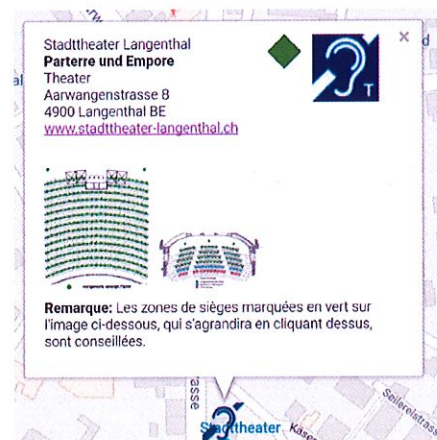 Stadttheater Langenthal
Parterre und Empore
Theater
Aarwangenstrasse 8
4900 Langenthal BE
www.stadttheater-langenthal.ch
T
×
Remarque: Les zones de sièges marquées en vert sur
l'image ci-dessous, qui s'agrandira en cliquant dessus,
sont conseillées.
Stadttheater